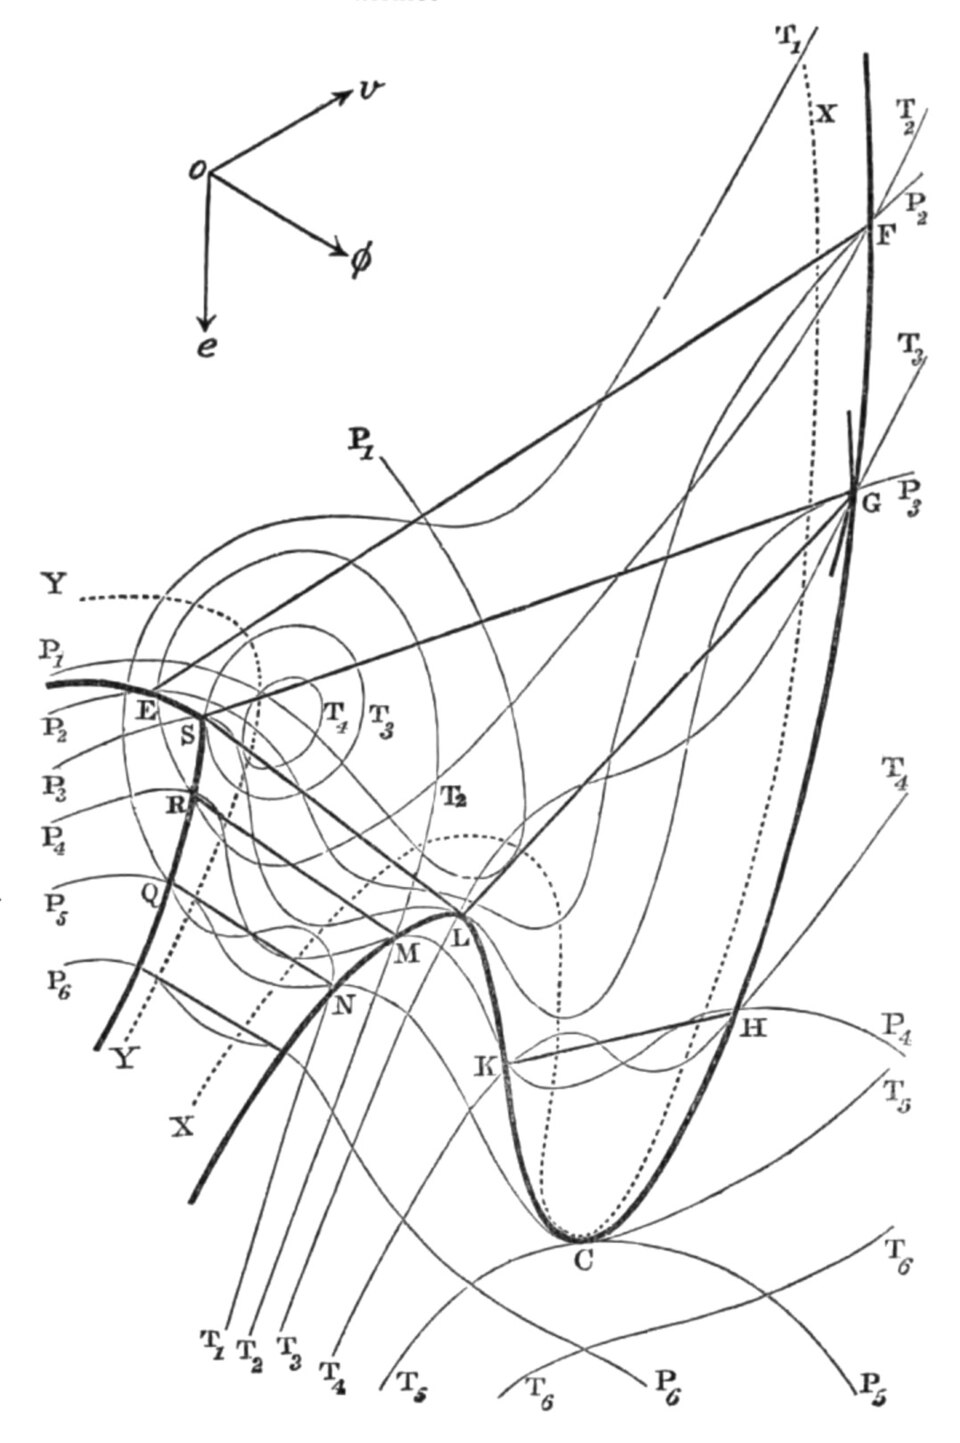 T₁
v
X
T₂
o
P₂
F
ϕ
e
T₃
P₁
P₃
G
Y
P₁
E
P₂
S
T₄
T₃
P₃
R
T₂
T₄
P₄
Q
P₅
L
M
P₆
N
H
P₄
Y
K
T₅
X
C
T₆
T₁
T₂
T₃
T₄
T₅
T₆
P₆
P₅